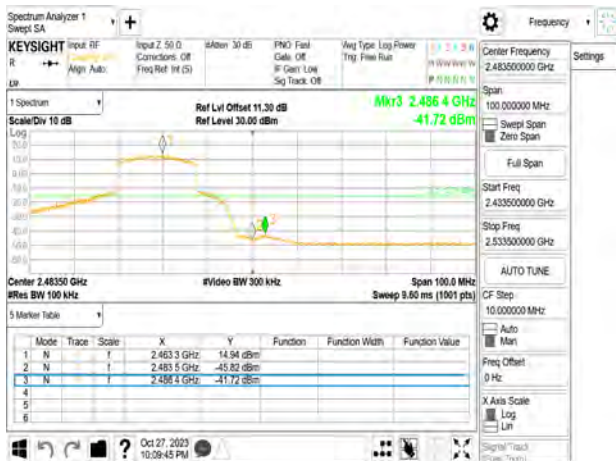 Spectrum Analyzer 1
Swept SA
+
Frequency
KEYSIGHT
Input: RF
Input Z: 50 Ω
#Atten: 30 dB
PNO: Fast
Avg Type: Log-Power
R
Corrections: Off
Gate: Off
Trig: Free Run
Align: Auto
Freq Ref: Int (S)
IF Gain: Low
Sig Track: Off
Center Frequency
2.483500000 GHz
Settings
Span
100.000000 MHz
Swept Span
Zero Span
Full Span
Start Freq
2.433500000 GHz
Stop Freq
2.533500000 GHz
AUTO TUNE
CF Step
10.000000 MHz
Auto
Man
Freq Offset
0 Hz
X Axis Scale
Log
Lin
Signal Track
1 Spectrum
Scale/Div 10 dB
Log
Ref Lvl Offset 11.30 dB
Ref Level 30.00 dBm
Mkr3 2.486 4 GHz
-41.72 dBm
Center 2.48350 GHz
#Res BW 100 kHz
#Video BW 300 kHz
Span 100.0 MHz
Sweep 9.60 ms (1001 pts)
5 Marker Table
Mode Trace Scale X Y Function Function Width Function Value
1 N f 2.463 3 GHz 14.94 dBm
2 N f 2.483 5 GHz -45.82 dBm
3 N f 2.486 4 GHz -41.72 dBm
4
5
6
?
Oct 27, 2023
10:09:45 PM